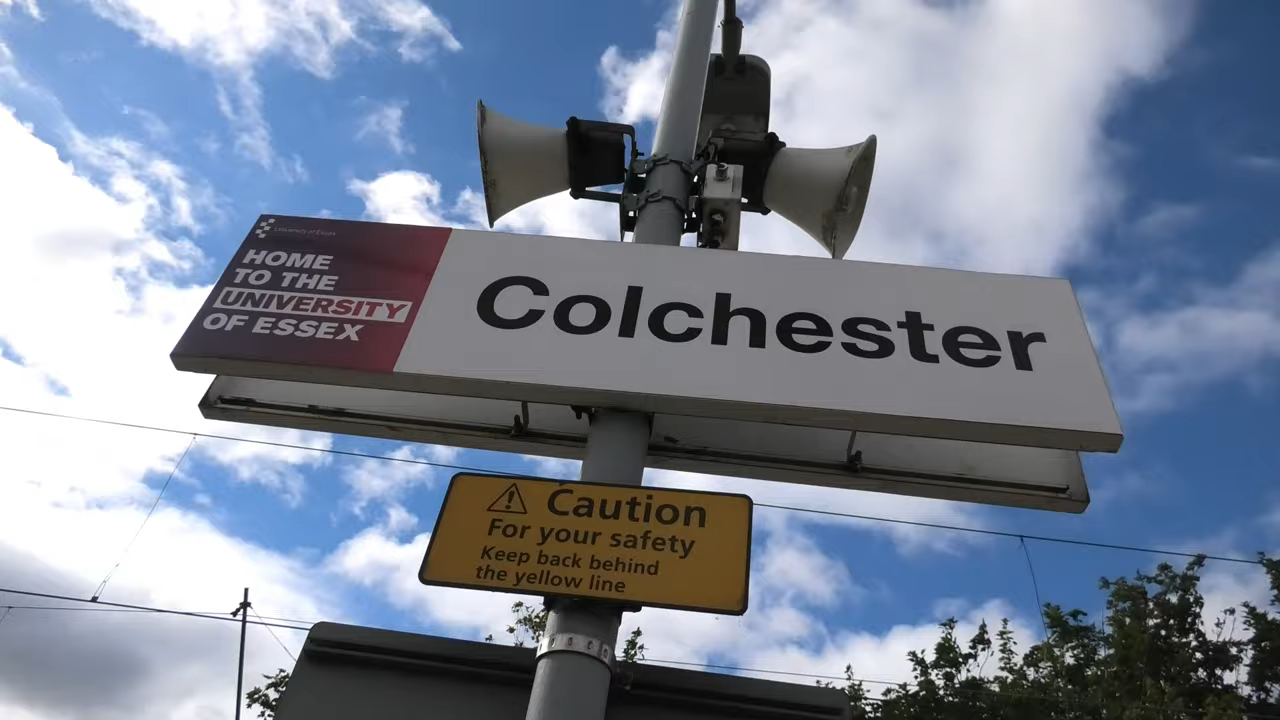 University of Essex
HOME
TO THE
UNIVERSITY
OF ESSEX
Colchester
Caution
For your safety
Keep back behind
the yellow line